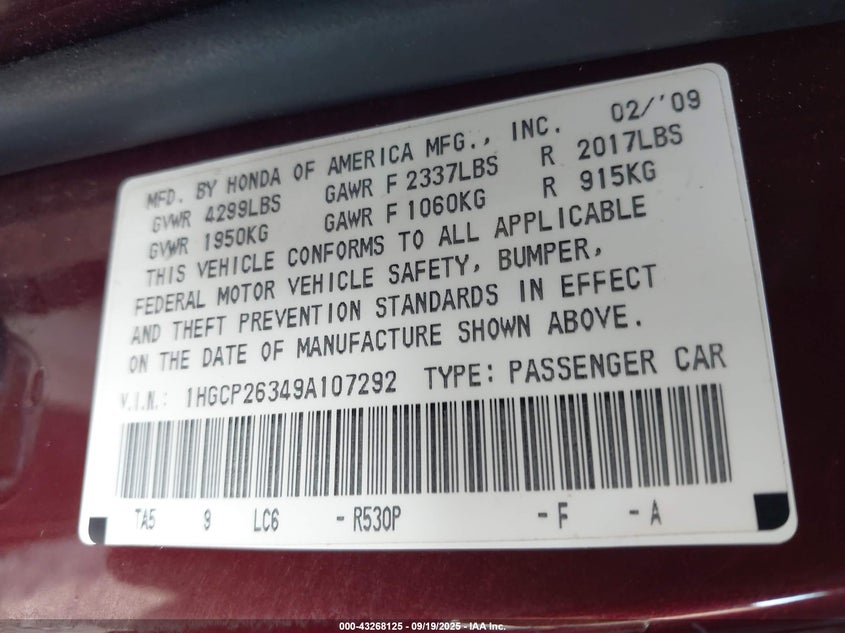 02/'09
MFD. BY HONDA OF AMERICA MFG., INC.
GVWR 4299LBS GAWR F 2337LBS R 2017LBS
GVWR 1950KG GAWR F 1060KG R 915KG
THIS VEHICLE CONFORMS TO ALL APPLICABLE
FEDERAL MOTOR VEHICLE SAFETY, BUMPER,
AND THEFT PREVENTION STANDARDS IN EFFECT
ON THE DATE OF MANUFACTURE SHOWN ABOVE.
V.I.N.: 1HGCP26349A107292 TYPE: PASSENGER CAR
TA5 9 LC6 -R530P -F -A
000-43268125 - 09/19/2025 - IAA Inc.